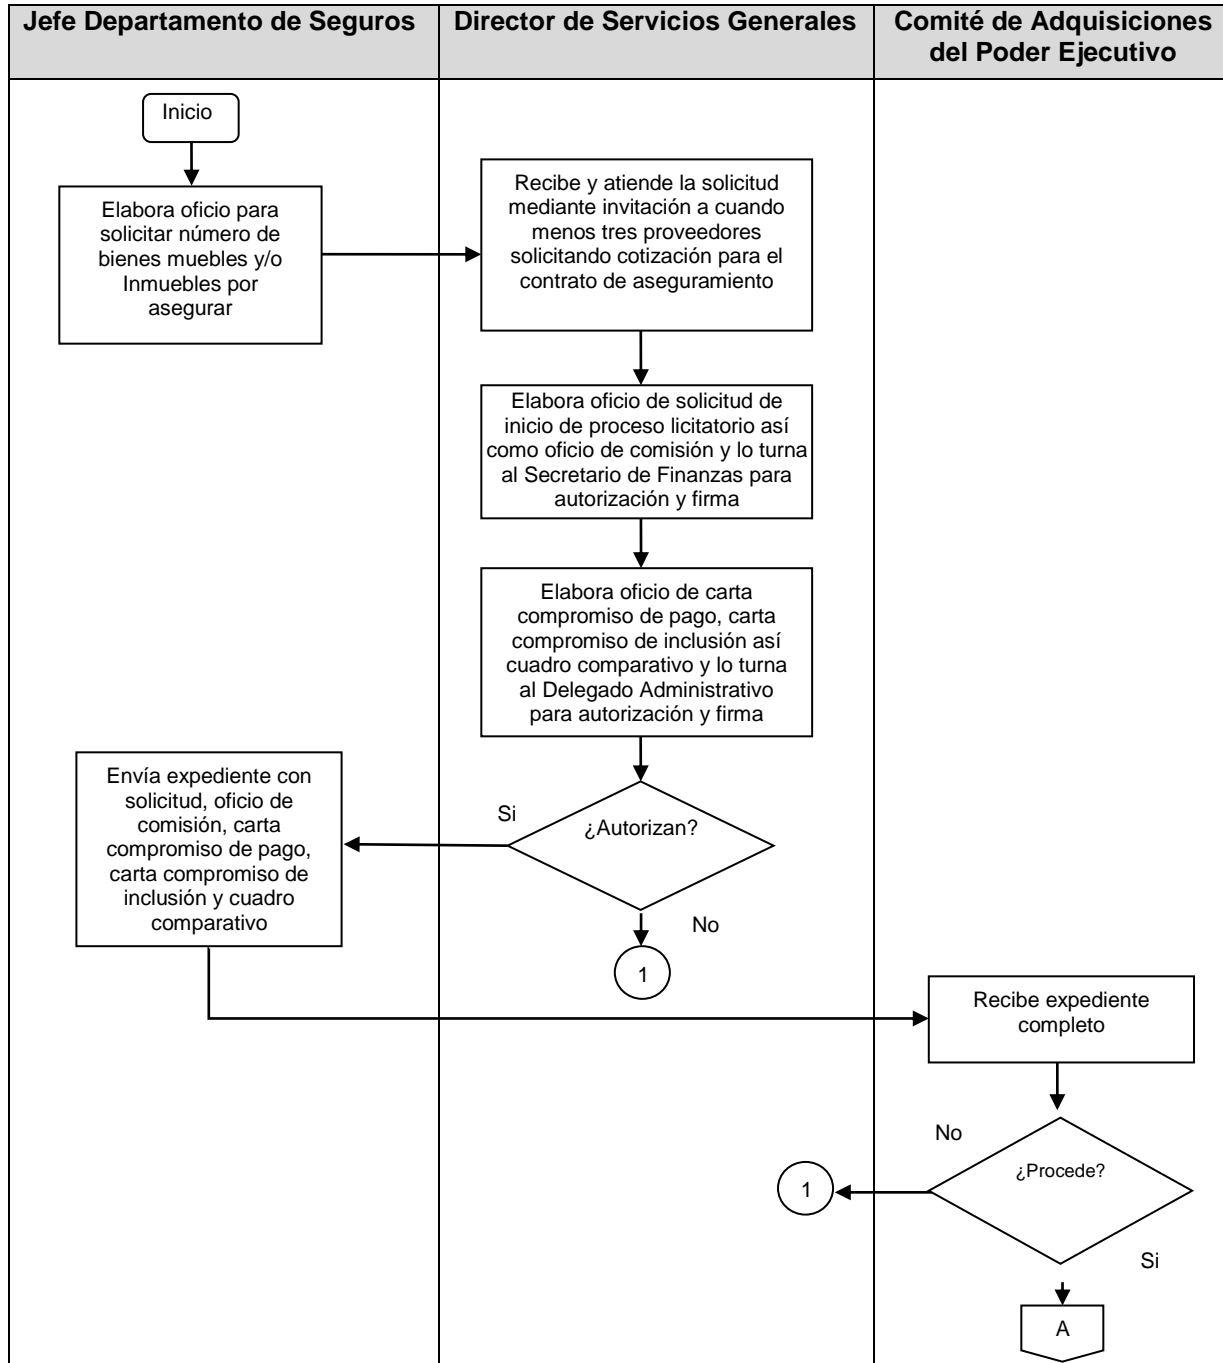 Jefe Departamento de Seguros
Director de Servicios Generales
Comité de Adquisiciones
del Poder Ejecutivo
Inicio
Elabora oficio para
solicitar número de
bienes muebles y/o
Inmuebles por
asegurar
Recibe y atiende la solicitud
mediante invitación a cuando
menos tres proveedores
solicitando cotización para el
contrato de aseguramiento
Elabora oficio de solicitud de
inicio de proceso licitatorio así
como oficio de comisión y lo turna
al Secretario de Finanzas para
autorización y firma
Elabora oficio de carta
compromiso de pago, carta
compromiso de inclusión así
cuadro comparativo y lo turna
al Delegado Administrativo
para autorización y firma
¿Autorizan?
Si
No
1
Envía expediente con
solicitud, oficio de
comisión, carta
compromiso de pago,
carta compromiso de
inclusión y cuadro
comparativo
Recibe expediente
completo
¿Procede?
No
1
Si
A